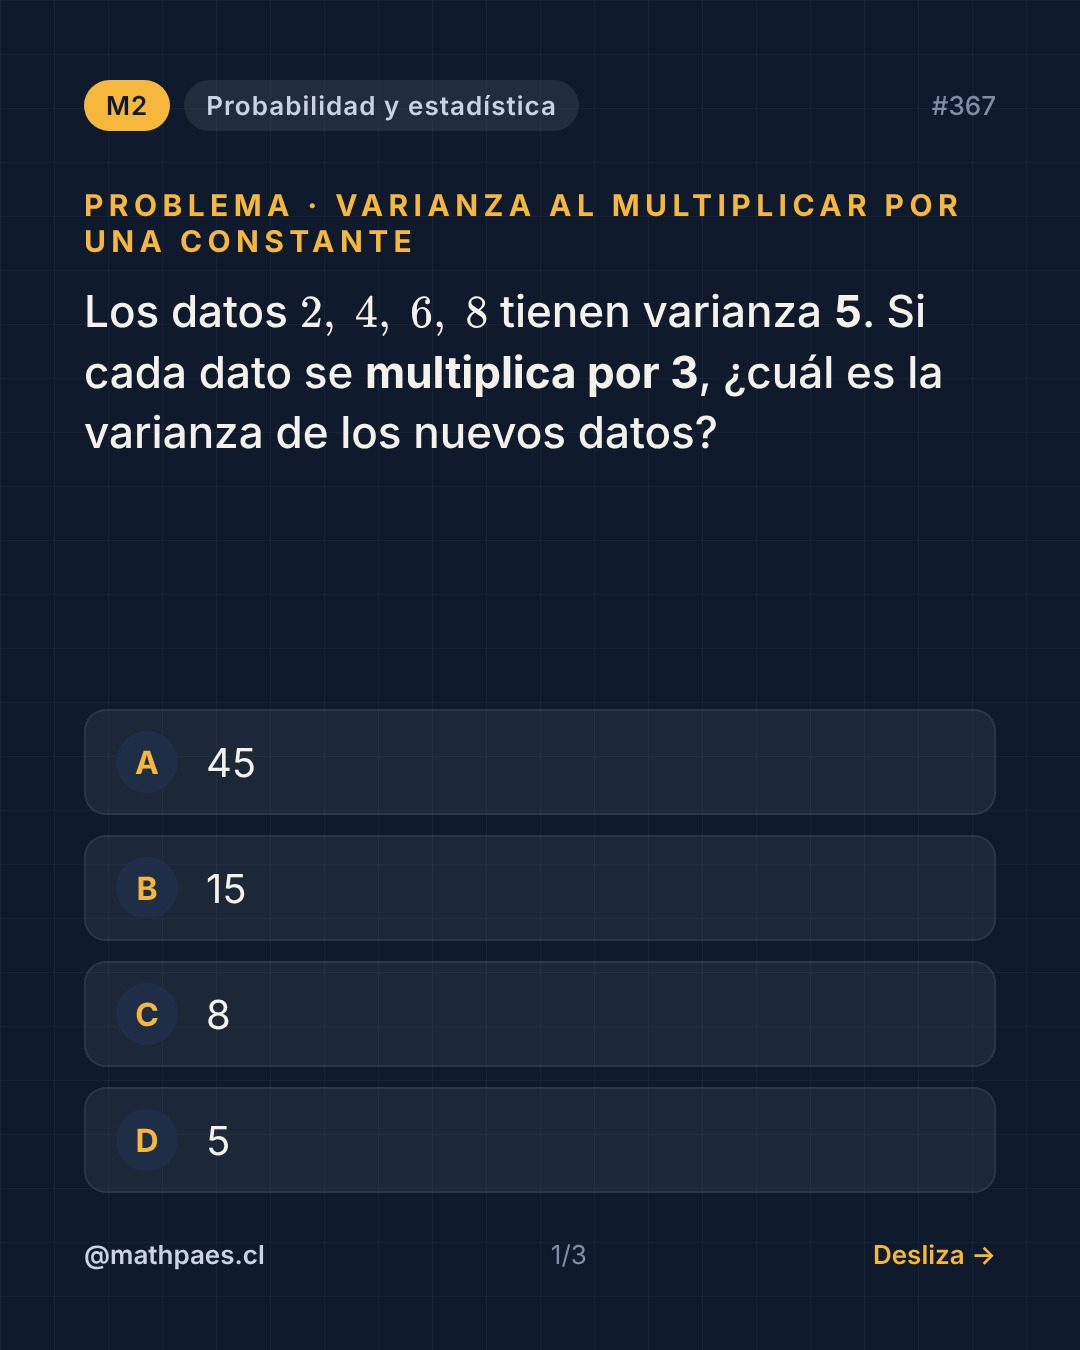 M2 Probabilidad y estadística #367
PROBLEMA · VARIANZA AL MULTIPLICAR POR
UNA CONSTANTE
Los datos 2, 4, 6, 8 tienen varianza 5. Si
cada dato se multiplica por 3, ¿cuál es la
varianza de los nuevos datos?
A 45
B 15
C 8
D 5
@mathpaes.cl 1/3 Desliza →